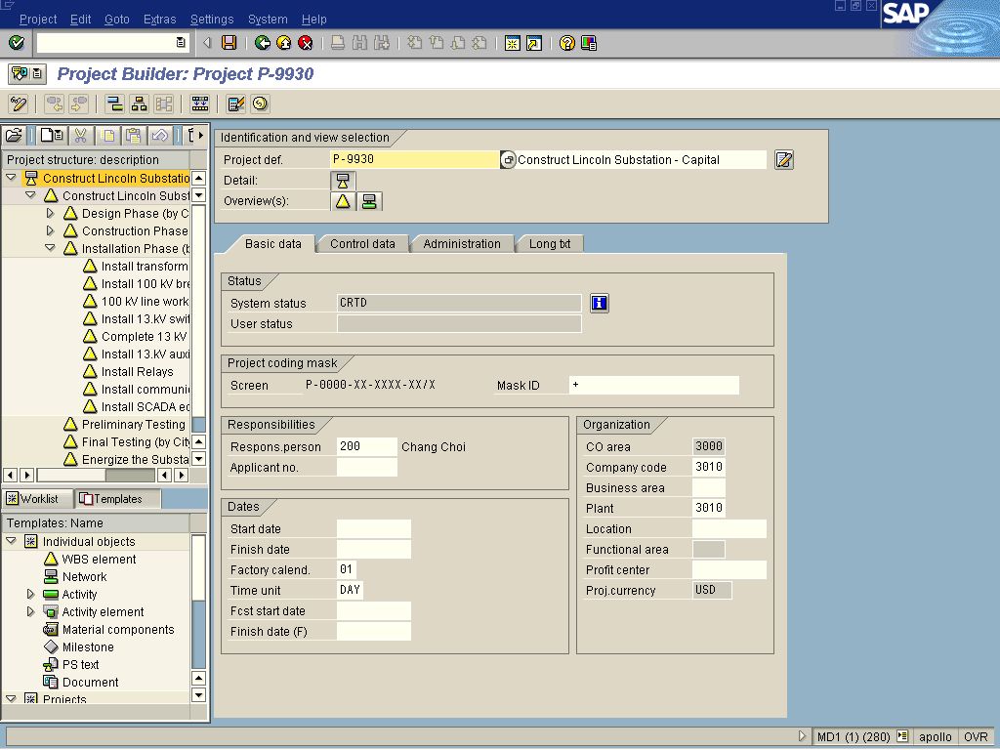 Project Edit Goto Extras Settings System Help
SAP
Project Builder: Project P-9930
Project structure: description
Construct Lincoln Substatio
Construct Lincoln Subst
Design Phase (by C
Construction Phase
Installation Phase (b
Install transform
Install 100 kV bre
100 kV line work
Install 13.kV swit
Complete 13 kV
Install 13.kV auxi
Install Relays
Install communi
Install SCADA ec
Preliminary Testing
Final Testing (by City
Energize the Substa
Worklist Templates
Templates: Name
Individual objects
WBS element
Network
Activity
Activity element
Material components
Milestone
PS text
Document
Projects
Identification and view selection
Project def. P-9930 Construct Lincoln Substation - Capital
Detail:
Overview(s):
Basic data Control data Administration Long txt
Status
System status CRTD
User status
Project coding mask
Screen P-0000-XX-XXXX-XX/X Mask ID +
Responsibilities
Respons.person 200 Chang Choi
Applicant no.
Dates
Start date
Finish date
Factory calend. 01
Time unit DAY
Fcst start date
Finish date (F)
Organization
CO area 3000
Company code 3010
Business area
Plant 3010
Location
Functional area
Profit center
Proj.currency USD
MD1 (1) (280) apollo OVR